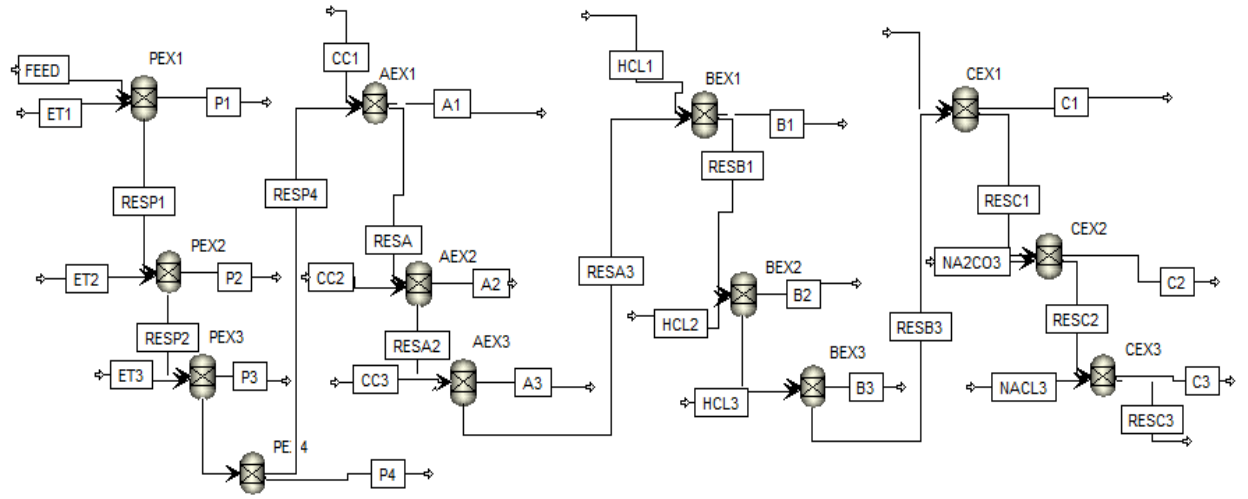 FEED
PEX1
ET1
P1
RESP1
PEX2
ET2
P2
RESP2
PEX3
ET3
P3
P4
RESP4
CC1
AEX1
A1
RESA
AEX2
CC2
A2
RESA2
AEX3
CC3
A3
RESA3
HCL1
BEX1
B1
RESB1
BEX2
HCL2
B2
BEX3
HCL3
B3
RESB3
CEX1
C1
RESC1
CEX2
NA2CO3
C2
RESC2
CEX3
NACL3
C3
RESC3